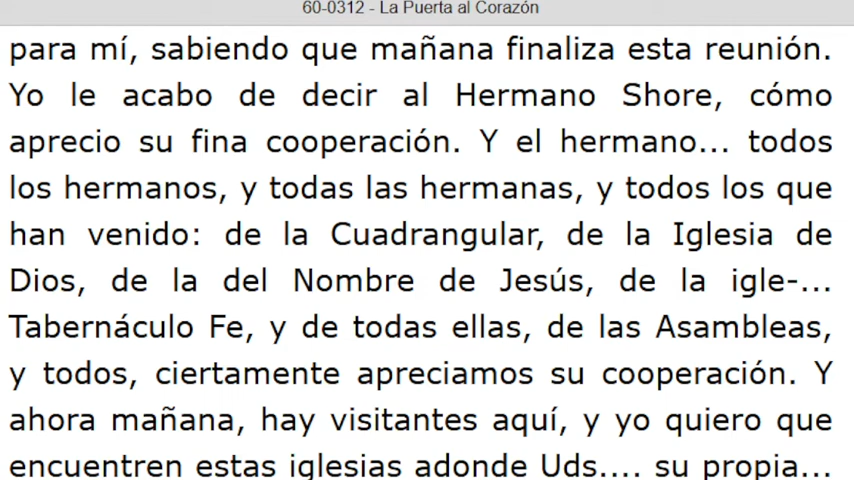 60-0312 - La Puerta al Corazón
para mí, sabiendo que mañana finaliza esta reunión.
Yo le acabo de decir al Hermano Shore, cómo
aprecio su fina cooperación. Y el hermano... todos
los hermanos, y todas las hermanas, y todos los que
han venido: de la Cuadrangular, de la Iglesia de
Dios, de la del Nombre de Jesús, de la igle-...
Tabernáculo Fe, y de todas ellas, de las Asambleas,
y todos, ciertamente apreciamos su cooperación. Y
ahora mañana, hay visitantes aquí, y yo quiero que
encuentren estas iglesias adonde Uds.... su propia...